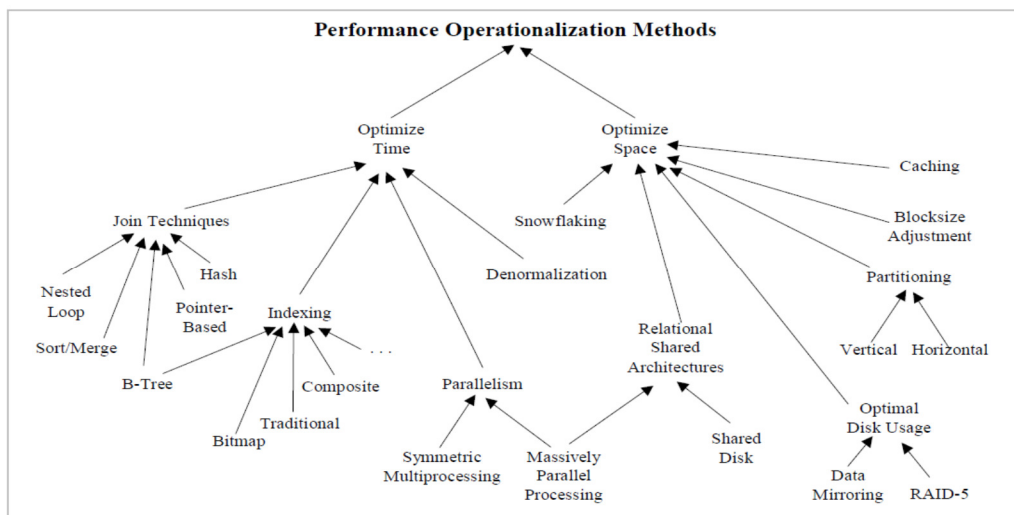 Performance Operationalization Methods
Optimize
Time
Optimize
Space
Caching
Join Techniques
Snowflaking
Blocksize
Adjustment
Hash
Denormalization
Partitioning
Nested
Loop
Pointer-
Based
Indexing
Relational
Shared
Architectures
Sort/Merge
. . .
Vertical
Horizontal
B-Tree
Composite
Parallelism
Optimal
Disk Usage
Traditional
Bitmap
Symmetric
Multiprocessing
Massively
Parallel
Processing
Shared
Disk
Data
Mirroring
RAID-5